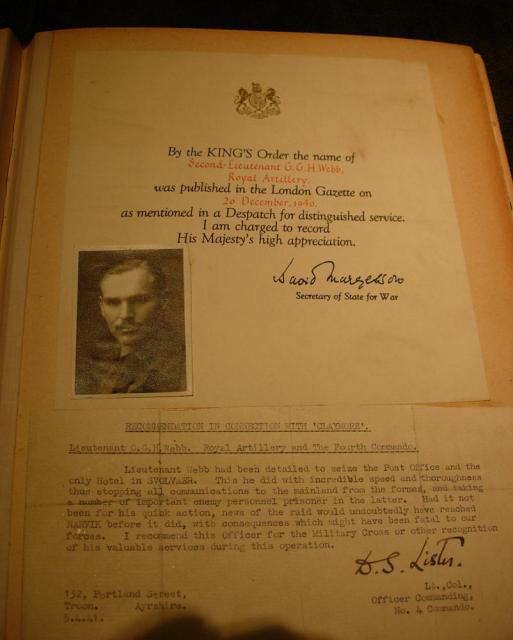 By the KING'S Order the name of
Second-Lieutenant G.G.H. Webb,
Royal Artillery,
was published in the London Gazette on
20 December, 1940.
as mentioned in a Despatch for distinguished service.
I am charged to record
His Majesty's high appreciation.
David Margesson
Secretary of State for War
RECOMMENDATION IN CONNECTION WITH 'CLAYMORE'.
Lieutenant G.G.H. Webb. Royal Artillery and The Fourth Commando.
Lieutenant Webb had been detailed to seize the Post Office and the
only Hotel in SVOLVAER. This he did with incredible speed and thoroughness
thus stopping all communications to the mainland from the former, and taking
a number of important enemy personnel prisoner in the latter. Had it not
been for his quick action, news of the raid would undoubtedly have reached
NARVIK before it did, with consequences which might have been fatal to our
forces. I recommend this Officer for the Military Cross or other recognition
of his valuable services during this operation.
D. S. Lister.
Lt.,Col.,
132, Portland Street,
Officer Commanding,
Troon. Ayrshire.
No. 4 Commando.
5.4.41.